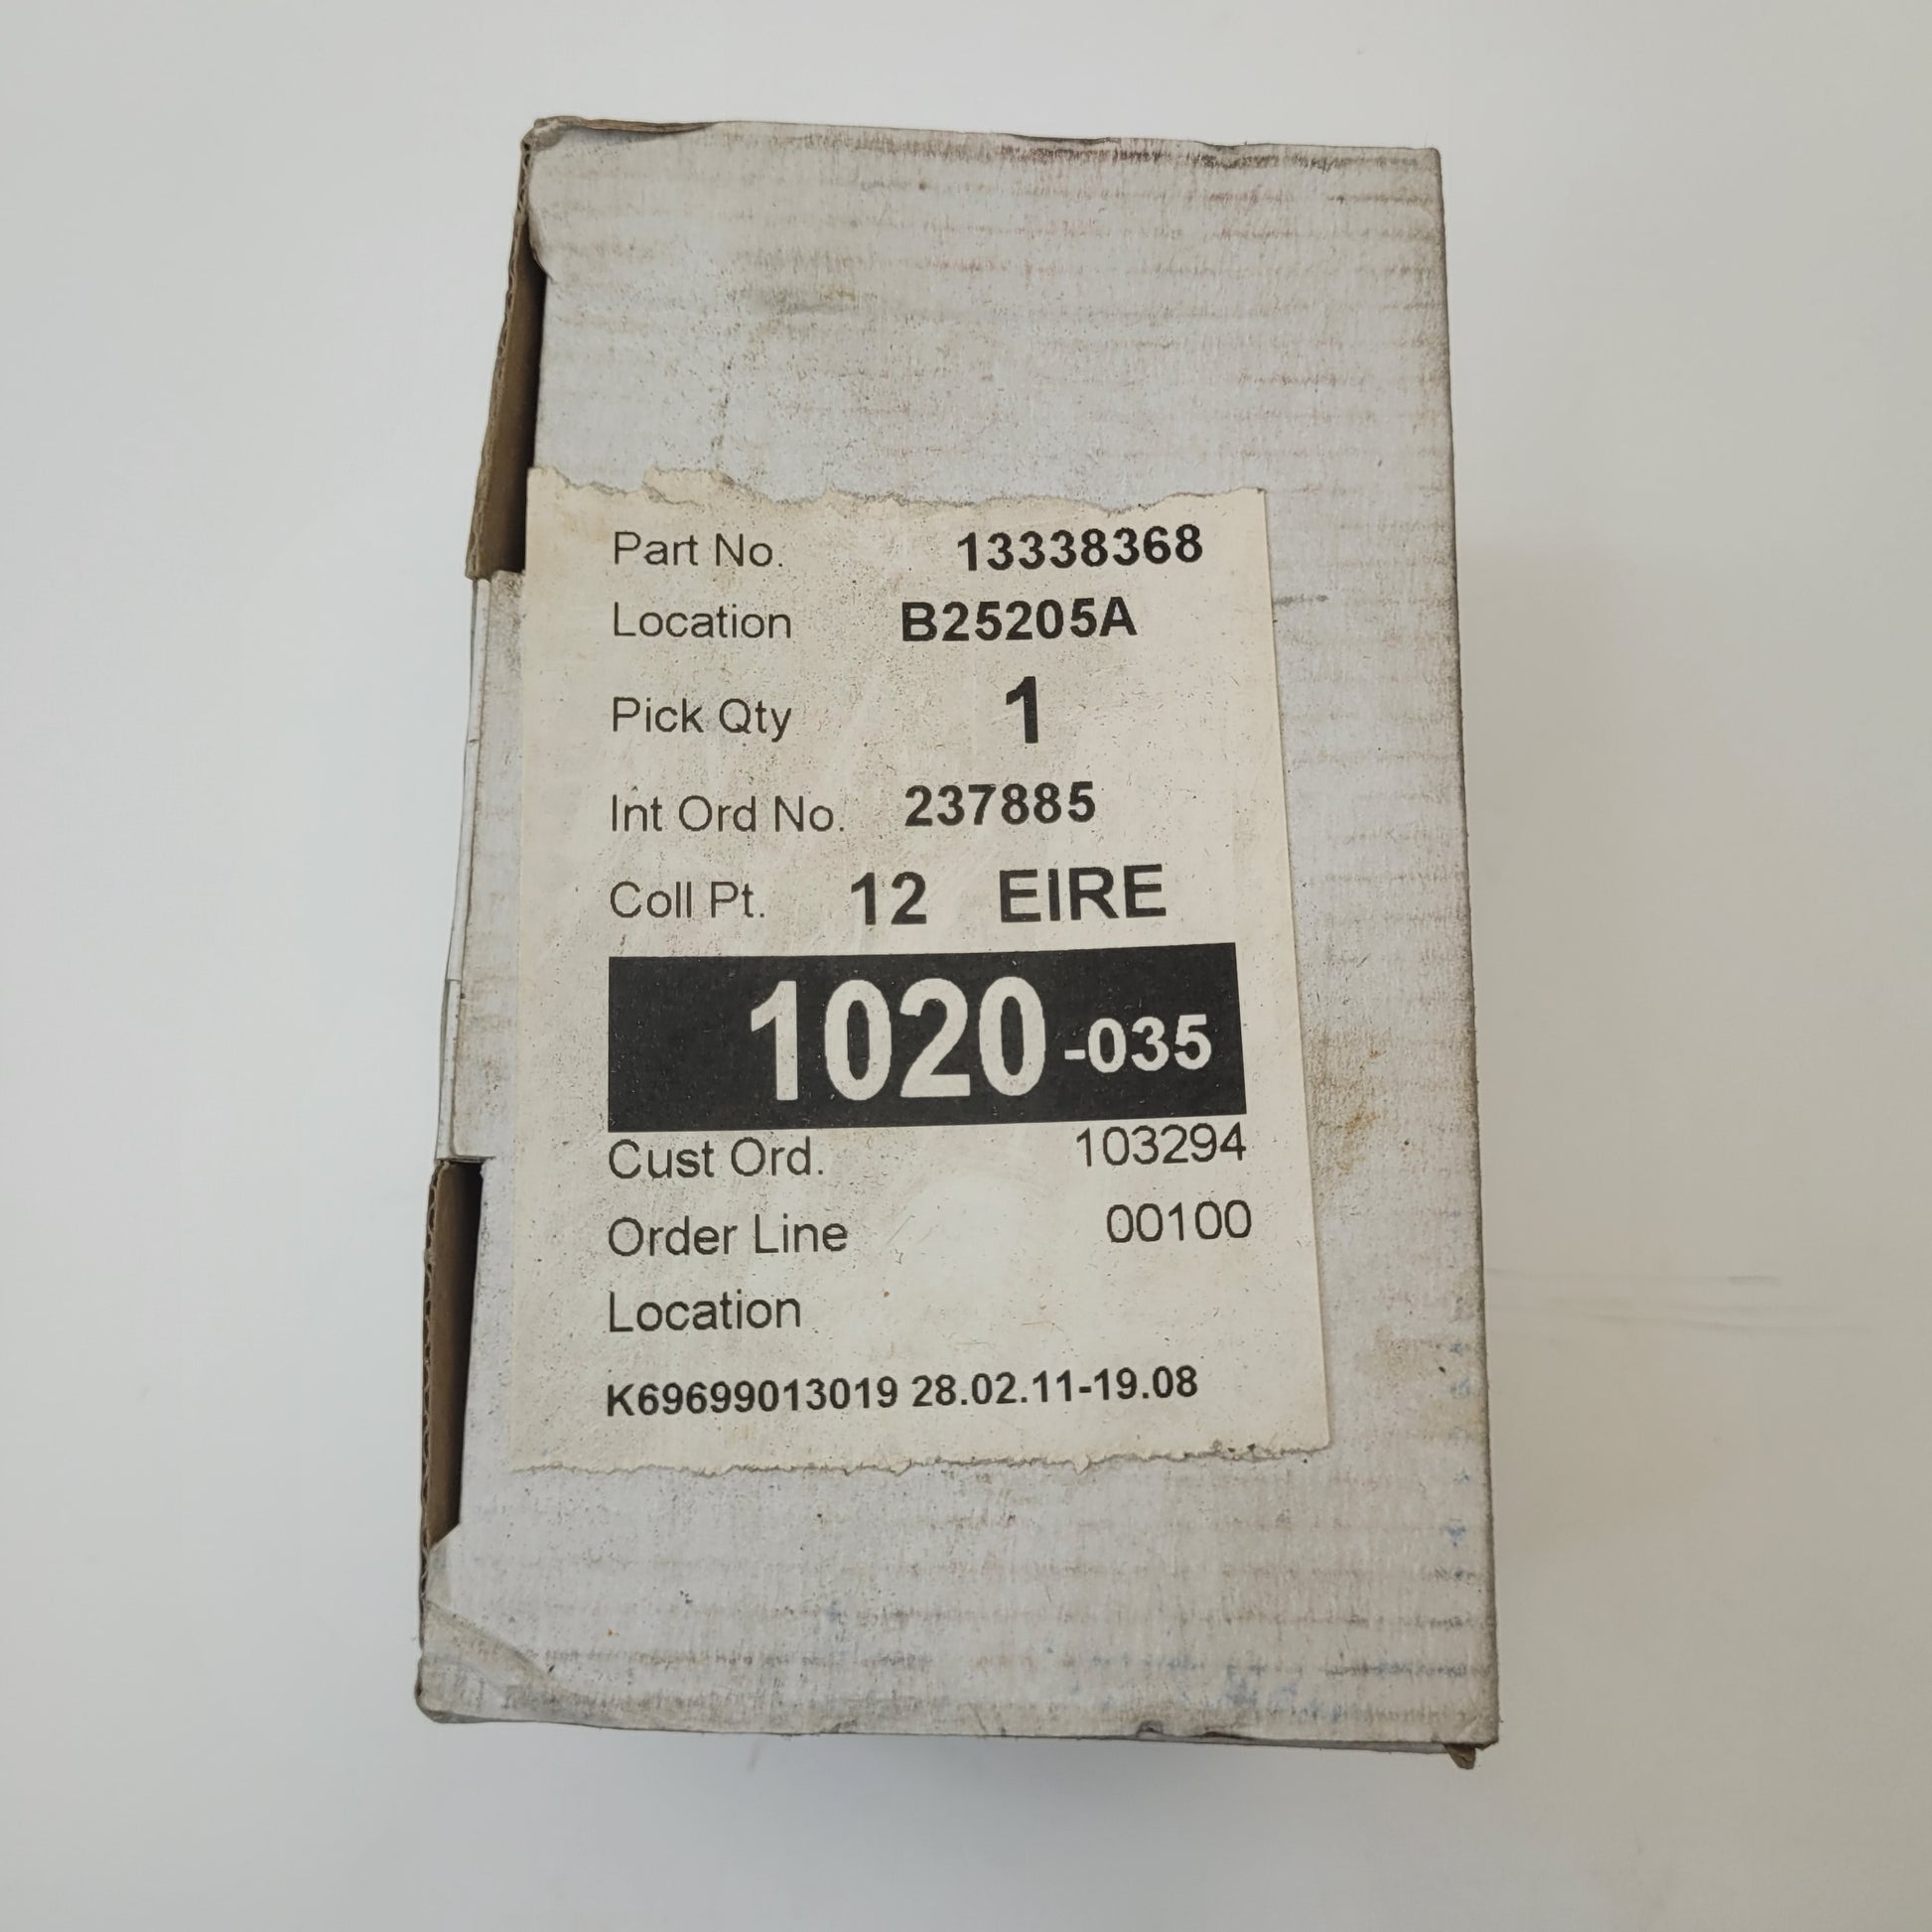 Part No. 13338368
Location B25205A
Pick Qty 1
Int Ord No. 237885
Coll Pt. 12 EIRE
1020 -035
Cust Ord. 103294
Order Line 00100
Location
K69699013019 28.02.11-19.08